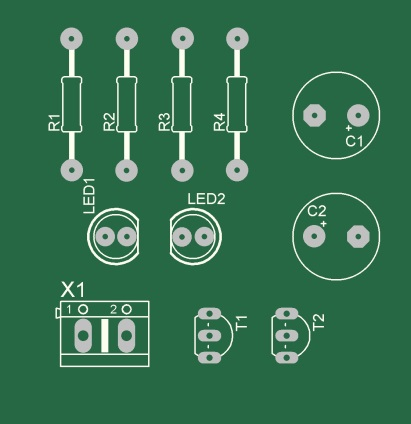 R1
R2
R3
R4
+
C1
LED1
LED2
C2
+
X1
1 2
T1
T2